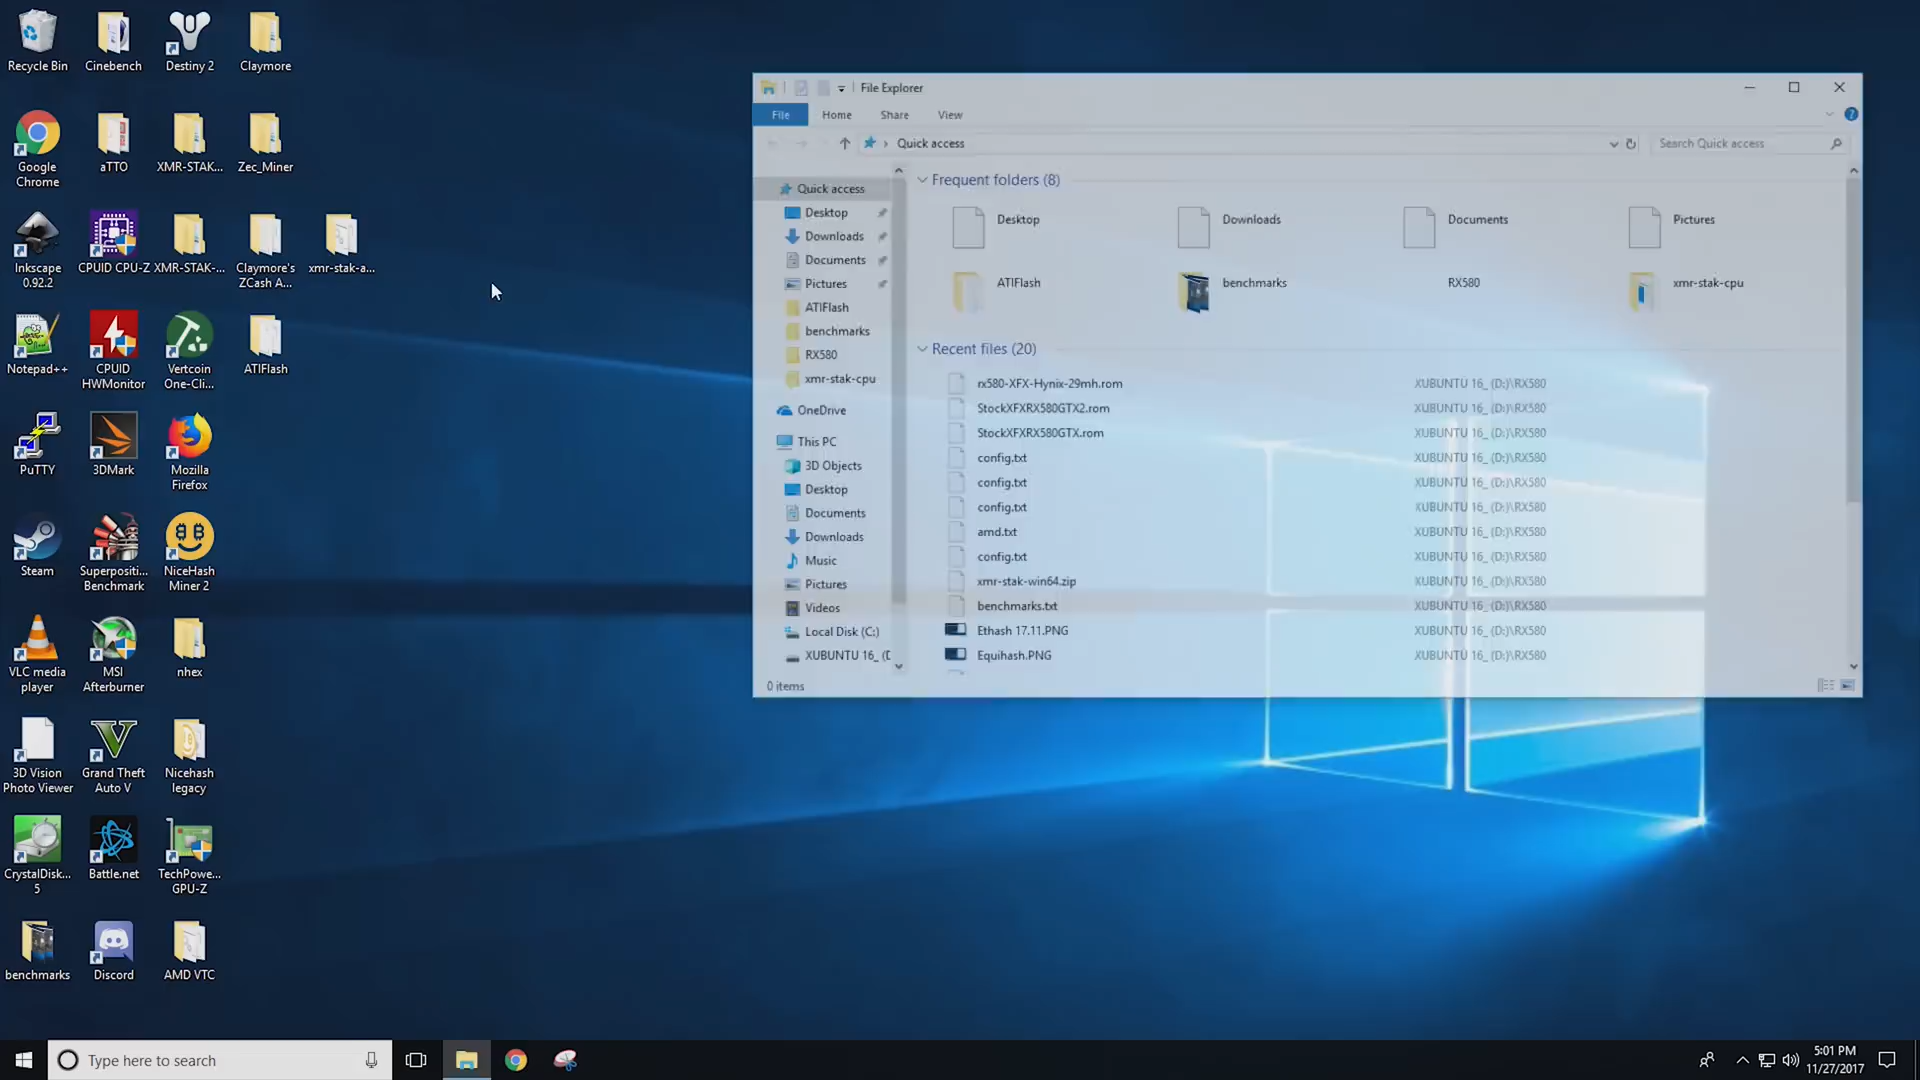 Recycle Bin
Cinebench
Destiny 2
Claymore
Google
Chrome
aTTO
XMR-STAK...
Zec_Miner
Inkscape
0.92.2
CPUID CPU-Z
XMR-STAK-...
Claymore's
ZCash A...
xmr-stak-a...
Notepad++
CPUID
HWMonitor
Vertcoin
One-Cli...
ATIFlash
PuTTY
3DMark
Mozilla
Firefox
Steam
Superpositi...
Benchmark
NiceHash
Miner 2
VLC media
player
MSI
Afterburner
nhex
3D Vision
Photo Viewer
Grand Theft
Auto V
Nicehash
legacy
CrystalDisk...
5
Battle.net
TechPowe...
GPU-Z
benchmarks
Discord
AMD VTC
File Explorer
File
Home
Share
View
Quick access
Search Quick access
Quick access
Desktop
Downloads
Documents
Pictures
ATIFlash
benchmarks
RX580
xmr-stak-cpu
OneDrive
This PC
3D Objects
Desktop
Documents
Downloads
Music
Pictures
Videos
Local Disk (C:)
XUBUNTU 16_ (D
Frequent folders (8)
Desktop
Downloads
Documents
Pictures
ATIFlash
benchmarks
RX580
xmr-stak-cpu
Recent files (20)
rx580-XFX-Hynix-29mh.rom XUBUNTU 16_ (D:)\RX580
StockXFXRX580GTX2.rom XUBUNTU 16_ (D:)\RX580
StockXFXRX580GTX.rom XUBUNTU 16_ (D:)\RX580
config.txt XUBUNTU 16_ (D:)\RX580
config.txt XUBUNTU 16_ (D:)\RX580
config.txt XUBUNTU 16_ (D:)\RX580
amd.txt XUBUNTU 16_ (D:)\RX580
config.txt XUBUNTU 16_ (D:)\RX580
xmr-stak-win64.zip XUBUNTU 16_ (D:)\RX580
benchmarks.txt XUBUNTU 16_ (D:)\RX580
Ethash 17.11.PNG XUBUNTU 16_ (D:)\RX580
Equihash.PNG XUBUNTU 16_ (D:)\RX580
0 items
Type here to search
5:01 PM
11/27/2017